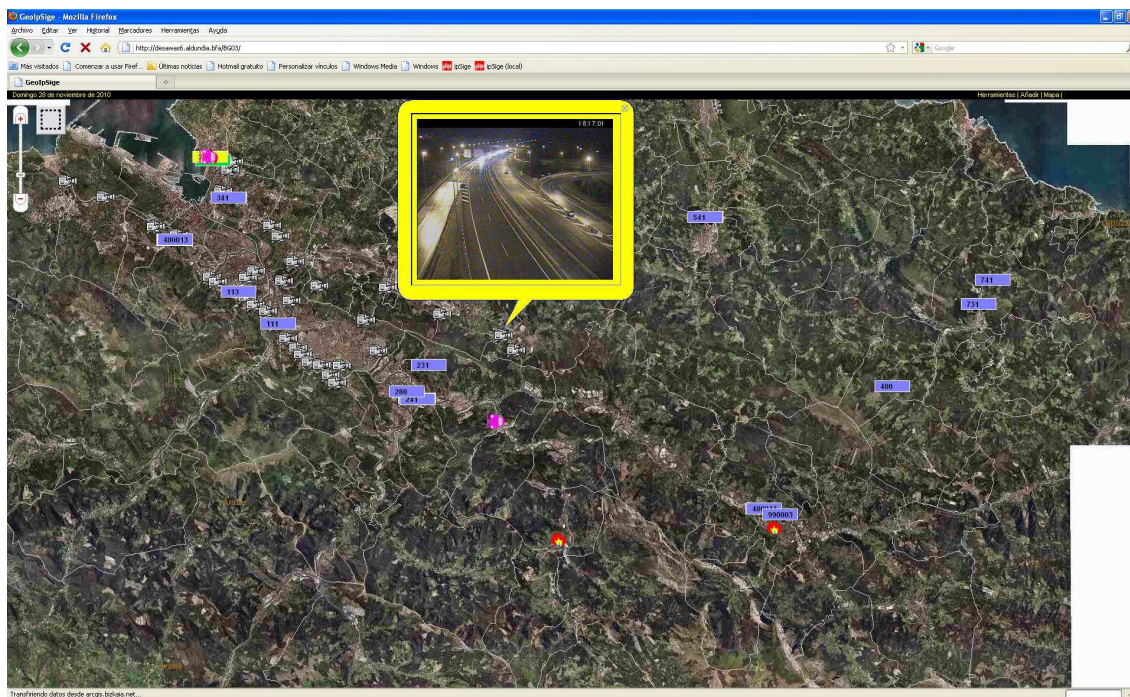 GeoIpSige - Mozilla Firefox
Archivo Editar Ver Historial Marcadores Herramientas Ayuda
http://desawas6.aldundia.bfa/BG03/
Google
Más visitados Comenzar a usar Firef... Últimas noticias Hotmail gratuito Personalizar vínculos Windows Media Windows ipSige ipSige (local)
GeoIpSige
Domingo 28 de noviembre de 2010 Herramientas | Añadir | Mapa |
18:17:01
341
541
480013
741
113
731
111
231
480
280
241
990003
Transfiriendo datos desde arcgis.bizkaia.net...